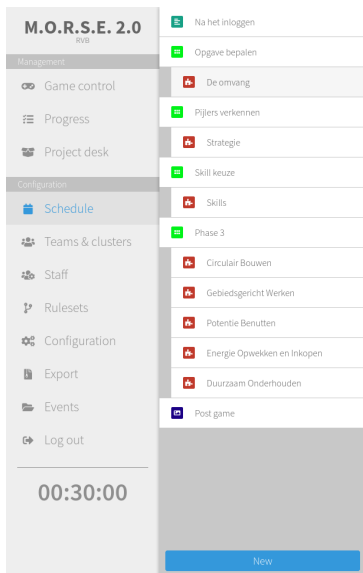 M.O.R.S.E. 2.0
RVB
Management
Game control
Progress
Project desk
Configuration
Schedule
Teams & clusters
Staff
Rulesets
Configuration
Export
Events
Log out
00:30:00
Na het inloggen
Opgave bepalen
De omvang
Pijlers verkennen
Strategie
Skill keuze
Skills
Phase 3
Circulair Bouwen
Gebiedsgericht Werken
Potentie Benutten
Energie Opwekken en Inkopen
Duurzaam Onderhouden
Post game
New